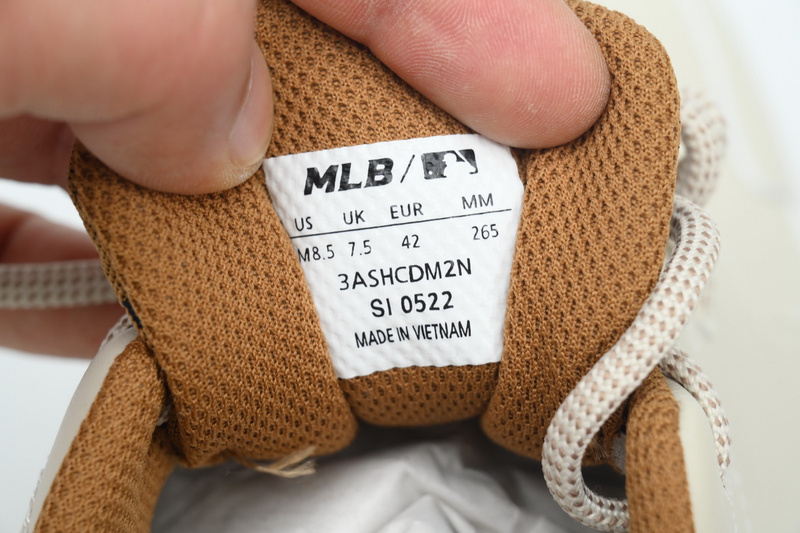 MLB /
US UK EUR MM
M8.5 7.5 42 265
3ASHCDM2N
SI 0522
MADE IN VIETNAM